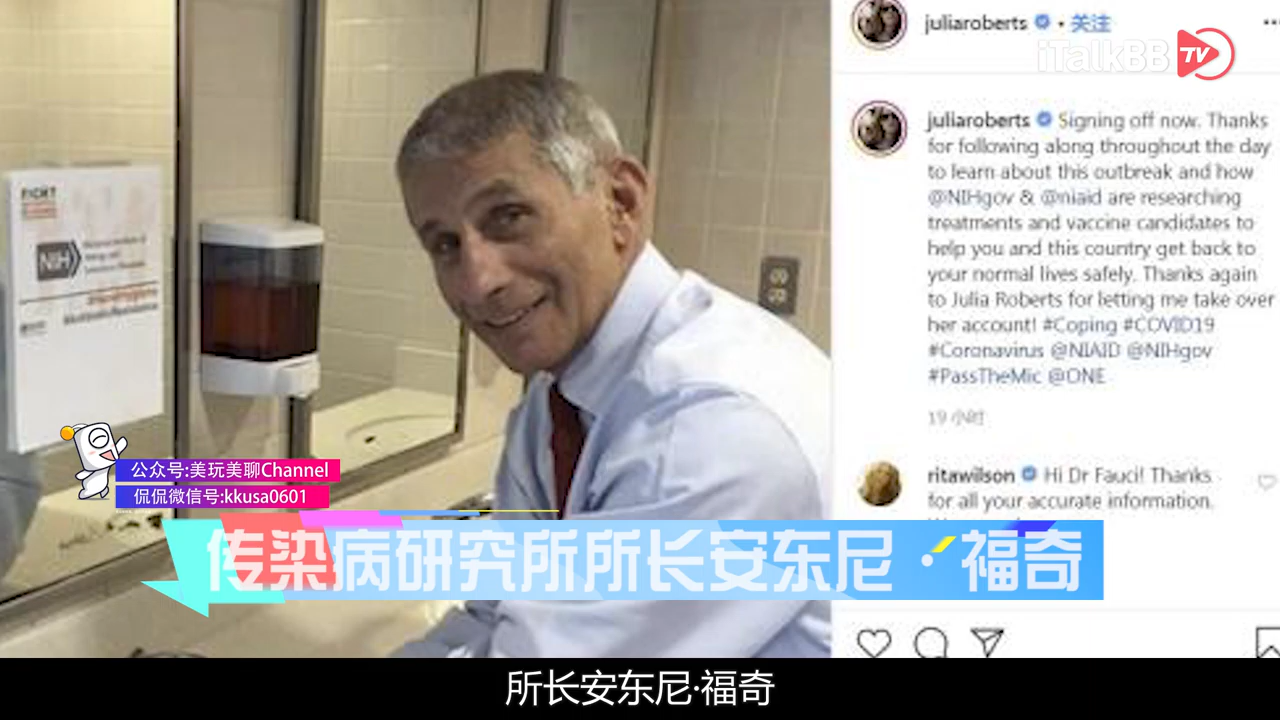 juliaroberts • 关注
iTalkBB TV
juliaroberts Signing off now. Thanks
for following along throughout the day
to learn about this outbreak and how
@NIHgov & @niaid are researching
treatments and vaccine candidates to
help you and this country get back to
your normal lives safely. Thanks again
to Julia Roberts for letting me take over
her account! #Coping #COVID19
#Coronavirus @NIAID @NIHgov
#PassTheMic @ONE
19 小时
ritawilson Hi Dr Fauci! Thanks
for all your accurate information.
NIH
公众号:美玩美聊Channel
侃侃微信号:kkusa0601
传染病研究所所长安东尼·福奇
所长安东尼·福奇